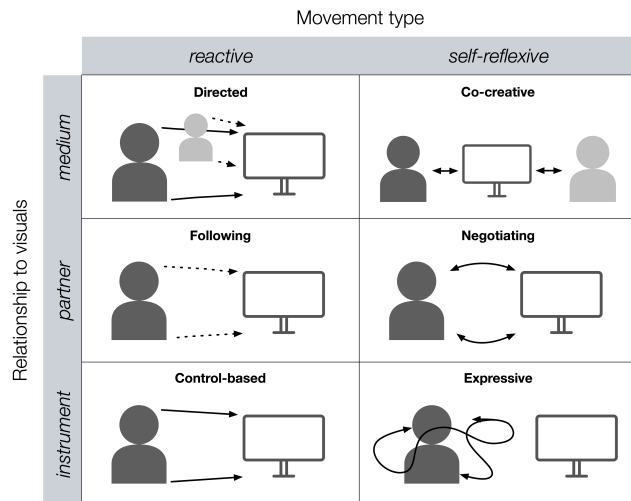 Movement type
reactive
self-reflexive
Relationship to visuals
medium
Directed
Co-creative
partner
Following
Negotiating
instrument
Control-based
Expressive